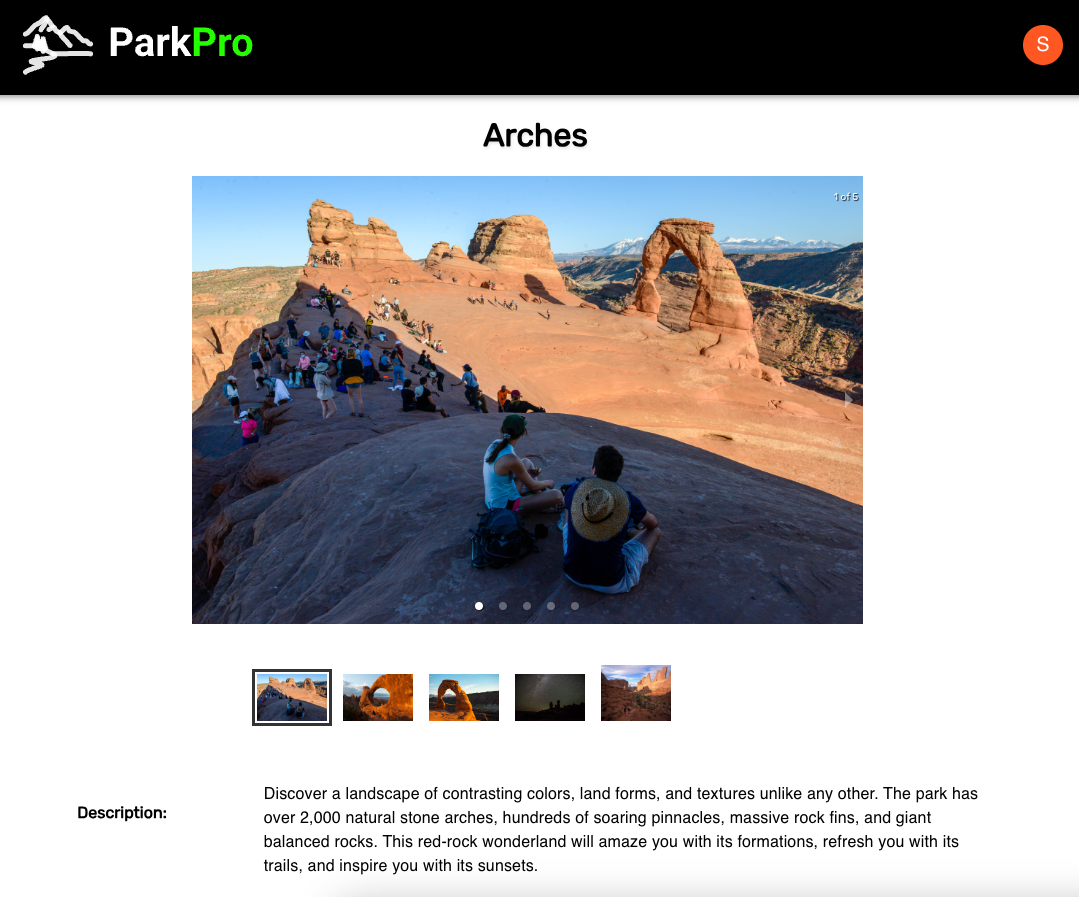 ParkPro
S
Arches
1 of 5
Description:
Discover a landscape of contrasting colors, land forms, and textures unlike any other. The park has
over 2,000 natural stone arches, hundreds of soaring pinnacles, massive rock fins, and giant
balanced rocks. This red-rock wonderland will amaze you with its formations, refresh you with its
trails, and inspire you with its sunsets.